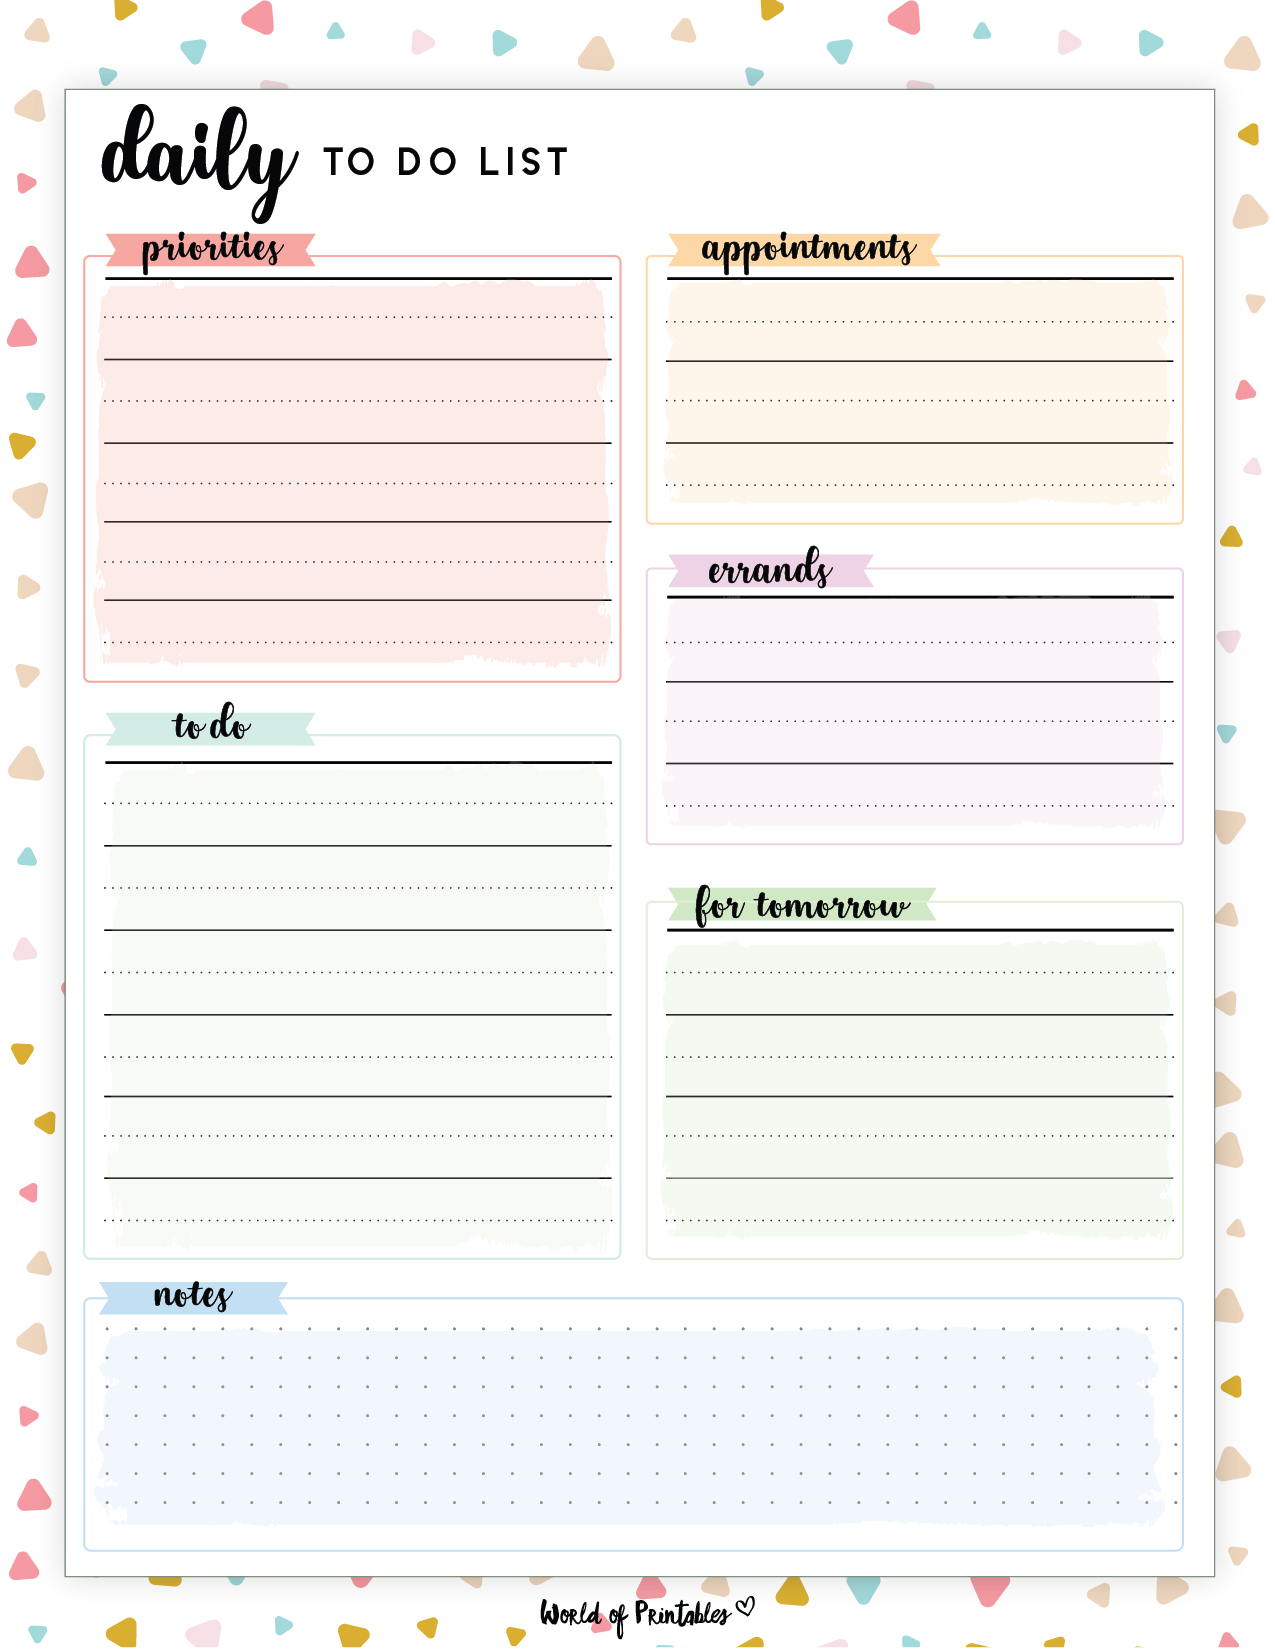 daily TO DO LIST
priorities
appointments
errands
to do
for tomorrow
notes
World of Printables